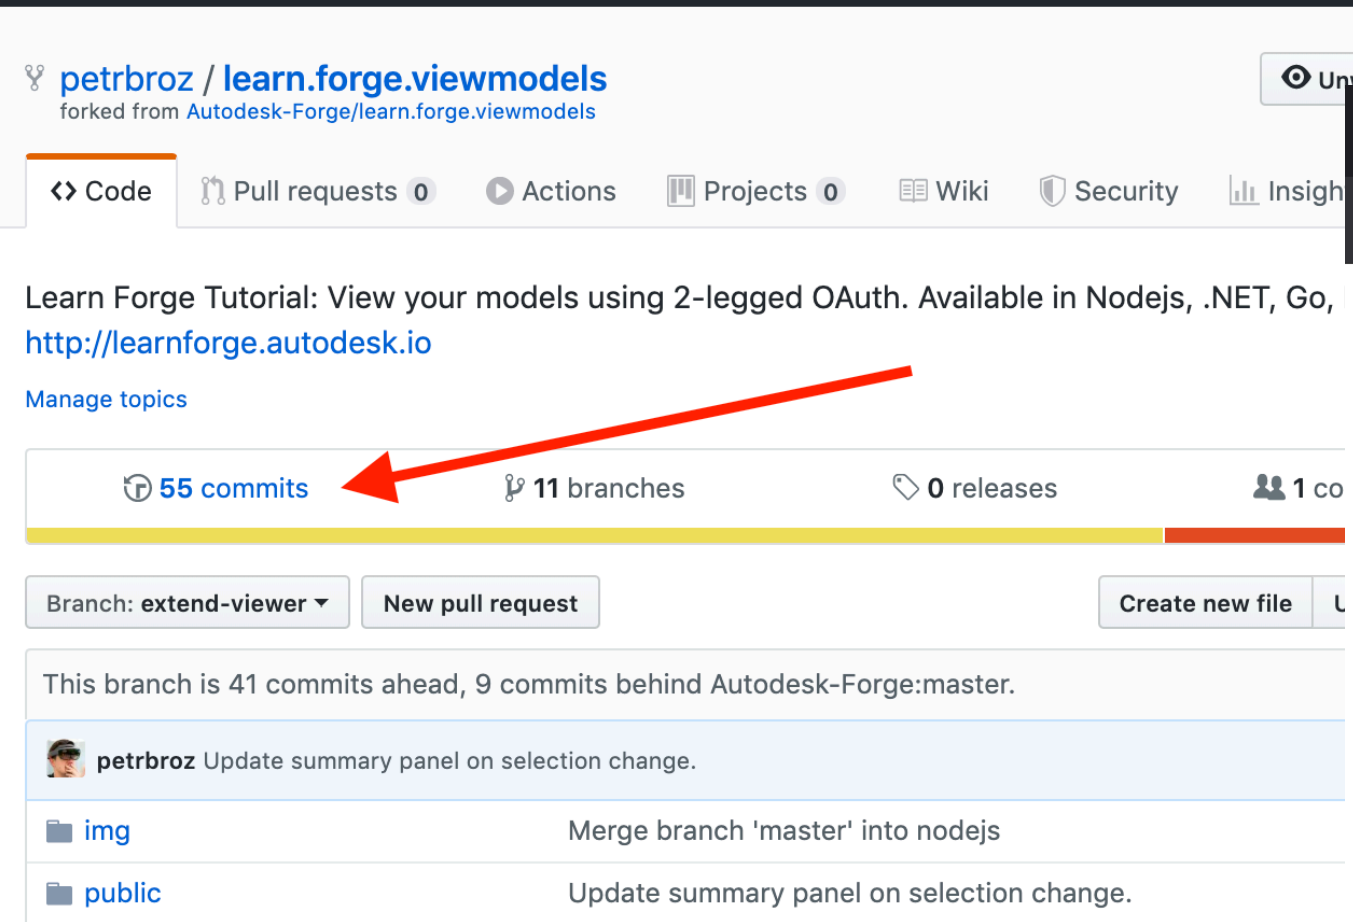 petrbroz / learn.forge.viewmodels
Un
forked from Autodesk-Forge/learn.forge.viewmodels
Code Pull requests 0 Actions Projects 0 Wiki Security Insigh
Learn Forge Tutorial: View your models using 2-legged OAuth. Available in Nodejs, .NET, Go,
http://learnforge.autodesk.io
Manage topics
55 commits 11 branches 0 releases 1 co
Branch: extend-viewer New pull request Create new file
This branch is 41 commits ahead, 9 commits behind Autodesk-Forge:master.
petrbroz Update summary panel on selection change.
img Merge branch 'master' into nodejs
public Update summary panel on selection change.